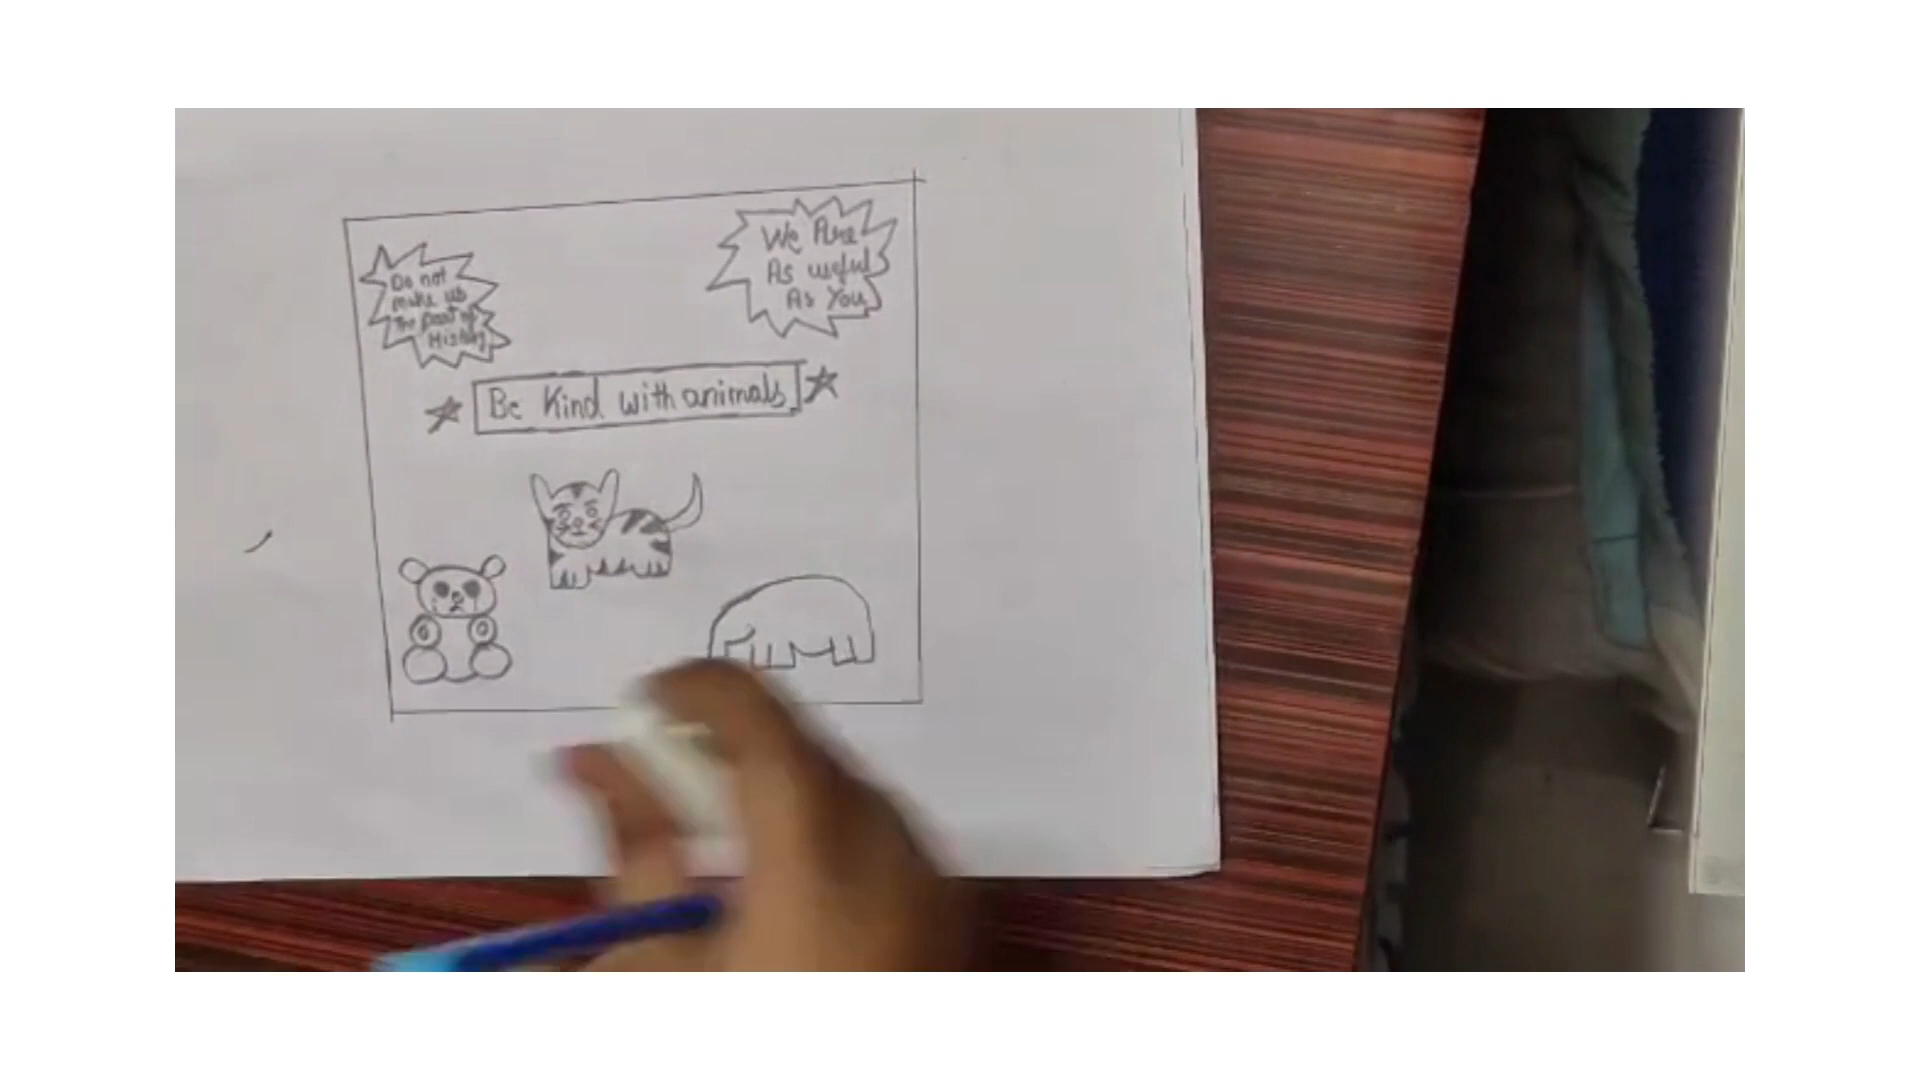 Do not
make us
The part of
History
We Are
As useful
As You
Be Kind with animals